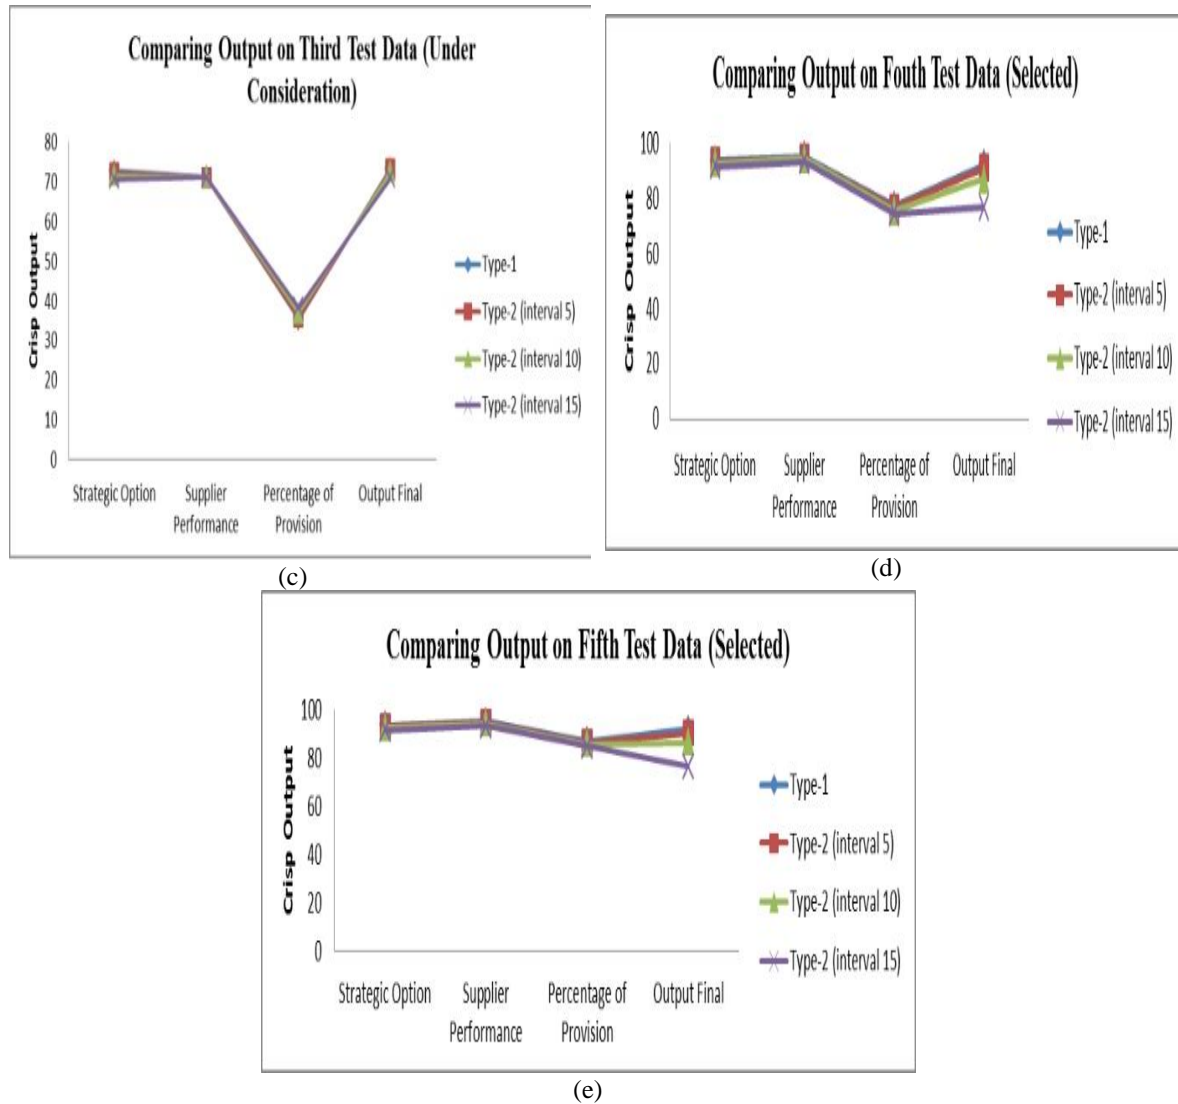 Comparing Output on Third Test Data (Under
Consideration)
80
70
60
50
40
30
20
10
0
Crisp Output
Strategic Option
Supplier
Performance
Percentage of
Provision
Output Final
Type-1
Type-2 (interval 5)
Type-2 (interval 10)
Type-2 (interval 15)
(c)
Comparing Output on Fouth Test Data (Selected)
100
80
60
40
20
0
Crisp Output
Strategic Option
Supplier
Performance
Percentage of
Provision
Output Final
Type-1
Type-2 (interval 5)
Type-2 (interval 10)
Type-2 (interval 15)
(d)
Comparing Output on Fifth Test Data (Selected)
100
80
60
40
20
0
Crisp Output
Strategic Option
Supplier
Performance
Percentage of
Provision
Output Final
Type-1
Type-2 (interval 5)
Type-2 (interval 10)
Type-2 (interval 15)
(e)